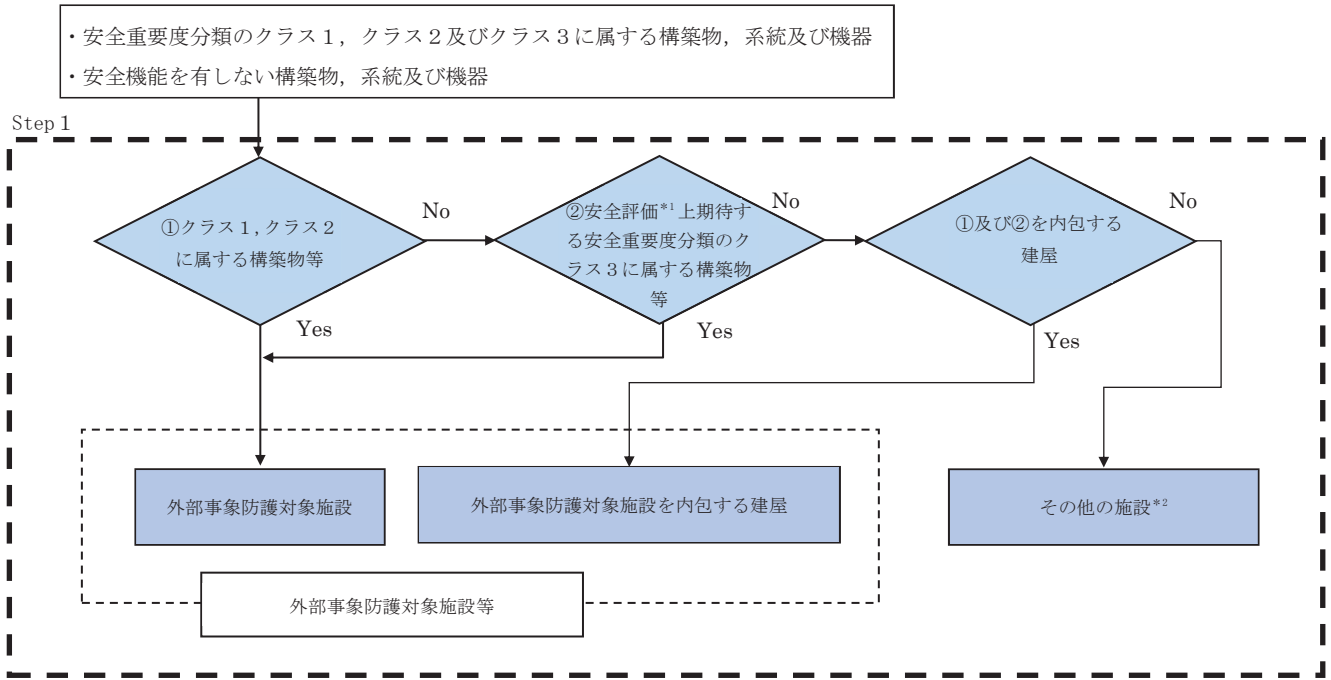 ・安全重要度分類のクラス１，クラス２及びクラス３に属する構築物，系統及び機器
・安全機能を有しない構築物，系統及び機器
Step１
①クラス１，クラス２
に属する構築物等
No
②安全評価*1上期待す
る安全重要度分類のク
ラス３に属する構築物
等
No
①及び②を内包する
建屋
No
Yes
Yes
Yes
外部事象防護対象施設
外部事象防護対象施設を内包する建屋
その他の施設*2
外部事象防護対象施設等